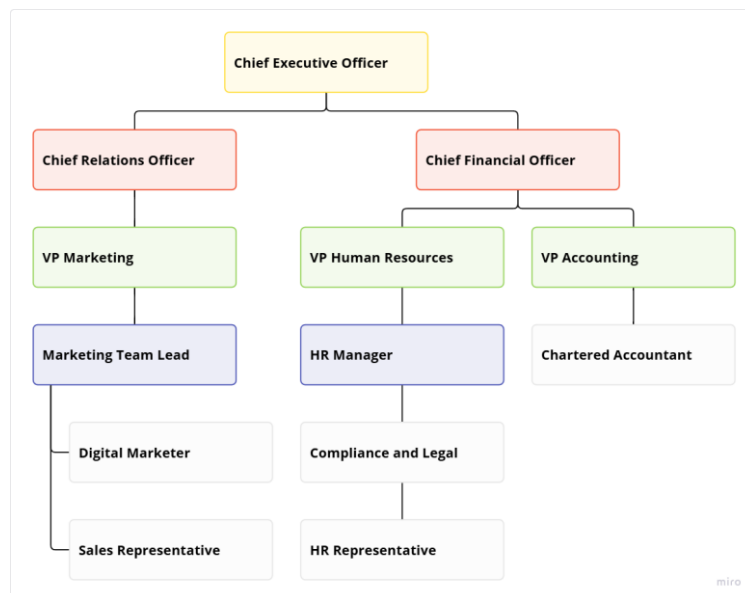 Chief Executive Officer
Chief Relations Officer
Chief Financial Officer
VP Marketing
VP Human Resources
VP Accounting
Marketing Team Lead
HR Manager
Chartered Accountant
Digital Marketer
Compliance and Legal
Sales Representative
HR Representative
miro